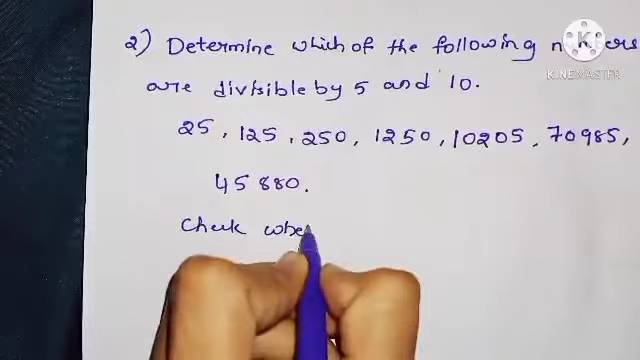 2) Determine which of the following
are divisible by 5 and 10.
25, 125, 250, 1250, 10205, 70985,
45880.
Check whe
KINEMASTER